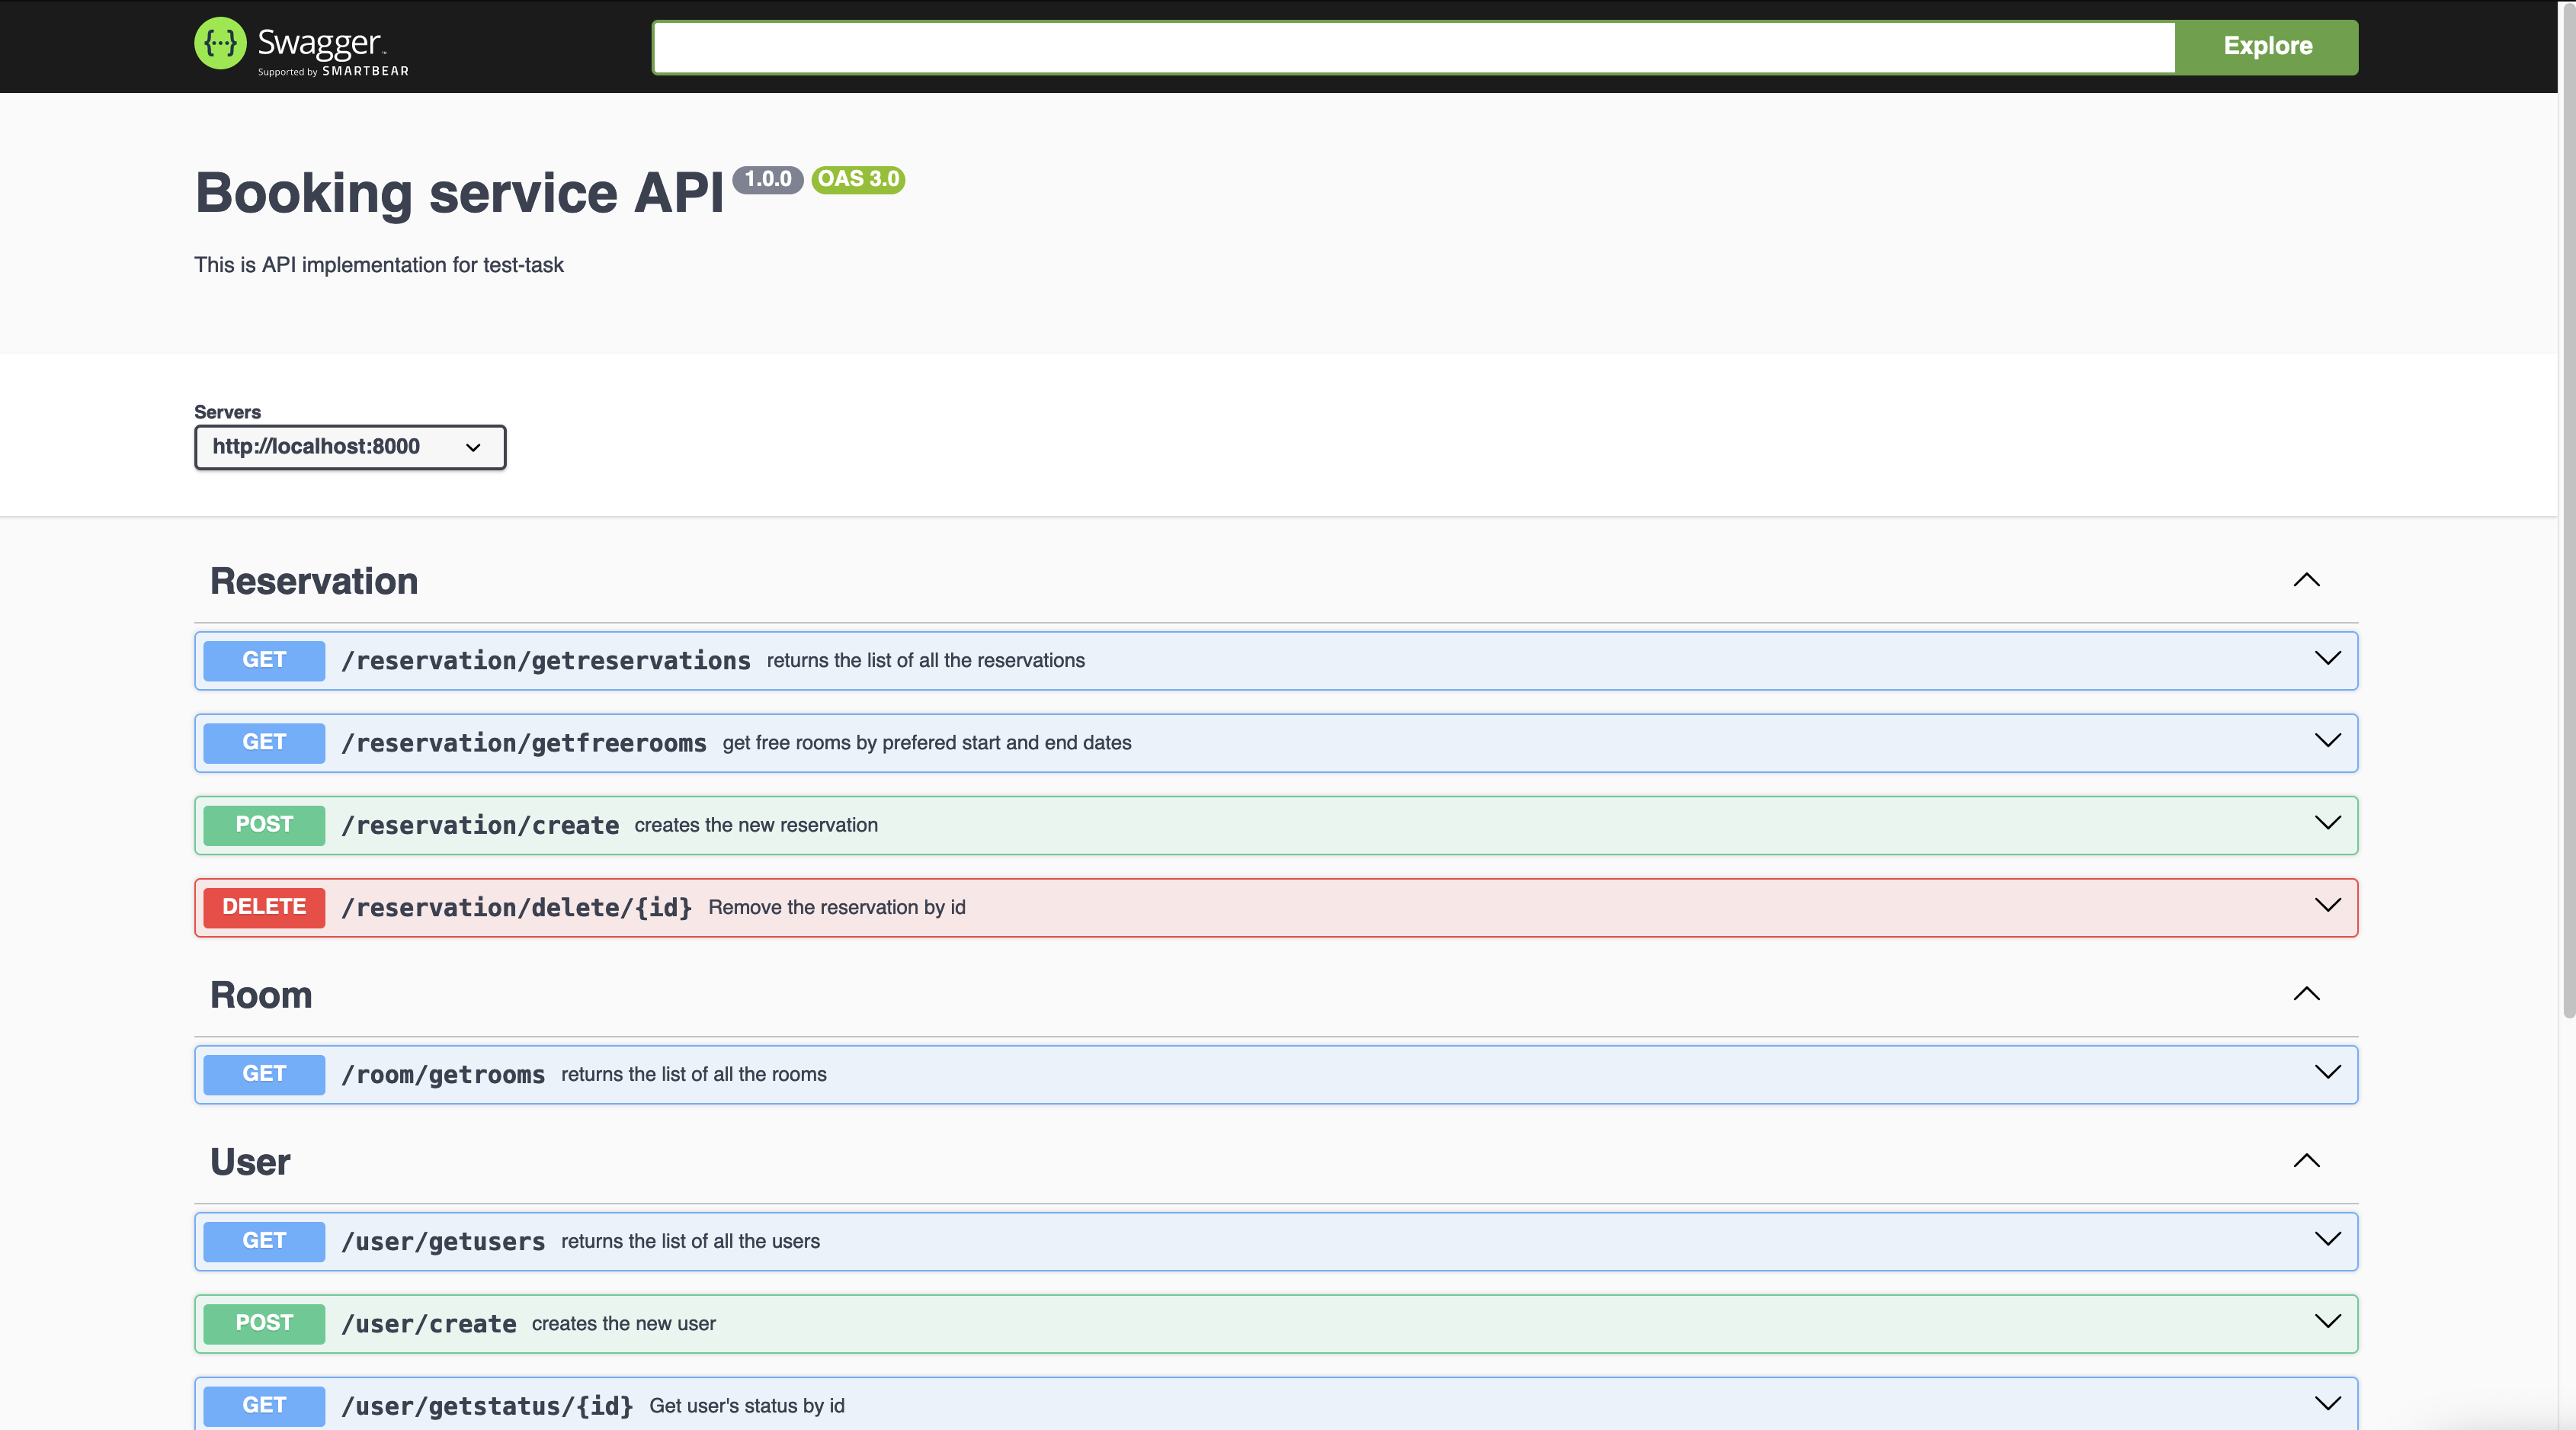 Swagger™
Supported by SMARTBEAR
Explore
Booking service API 1.0.0 OAS 3.0
This is API implementation for test-task
Servers
http://localhost:8000
Reservation
GET /reservation/getreservations returns the list of all the reservations
GET /reservation/getfreerooms get free rooms by prefered start and end dates
POST /reservation/create creates the new reservation
DELETE /reservation/delete/{id} Remove the reservation by id
Room
GET /room/getrooms returns the list of all the rooms
User
GET /user/getusers returns the list of all the users
POST /user/create creates the new user
GET /user/getstatus/{id} Get user's status by id